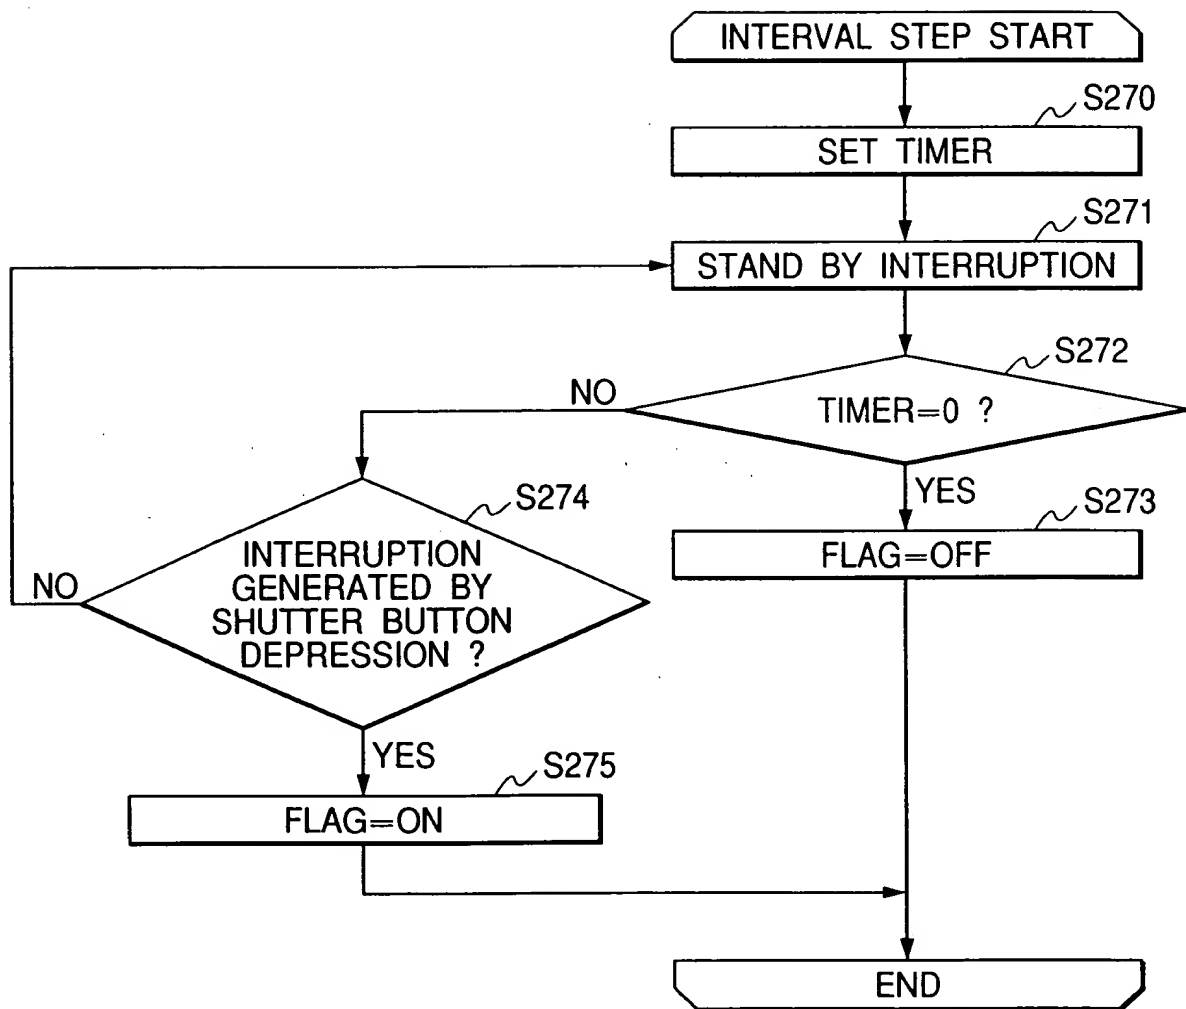 INTERVAL STEP START
S270
SET TIMER
S271
STAND BY INTERRUPTION
S272
TIMER=0 ?
NO
YES
S273
FLAG=OFF
S274
INTERRUPTION
GENERATED BY
SHUTTER BUTTON
DEPRESSION ?
NO
YES
S275
FLAG=ON
END